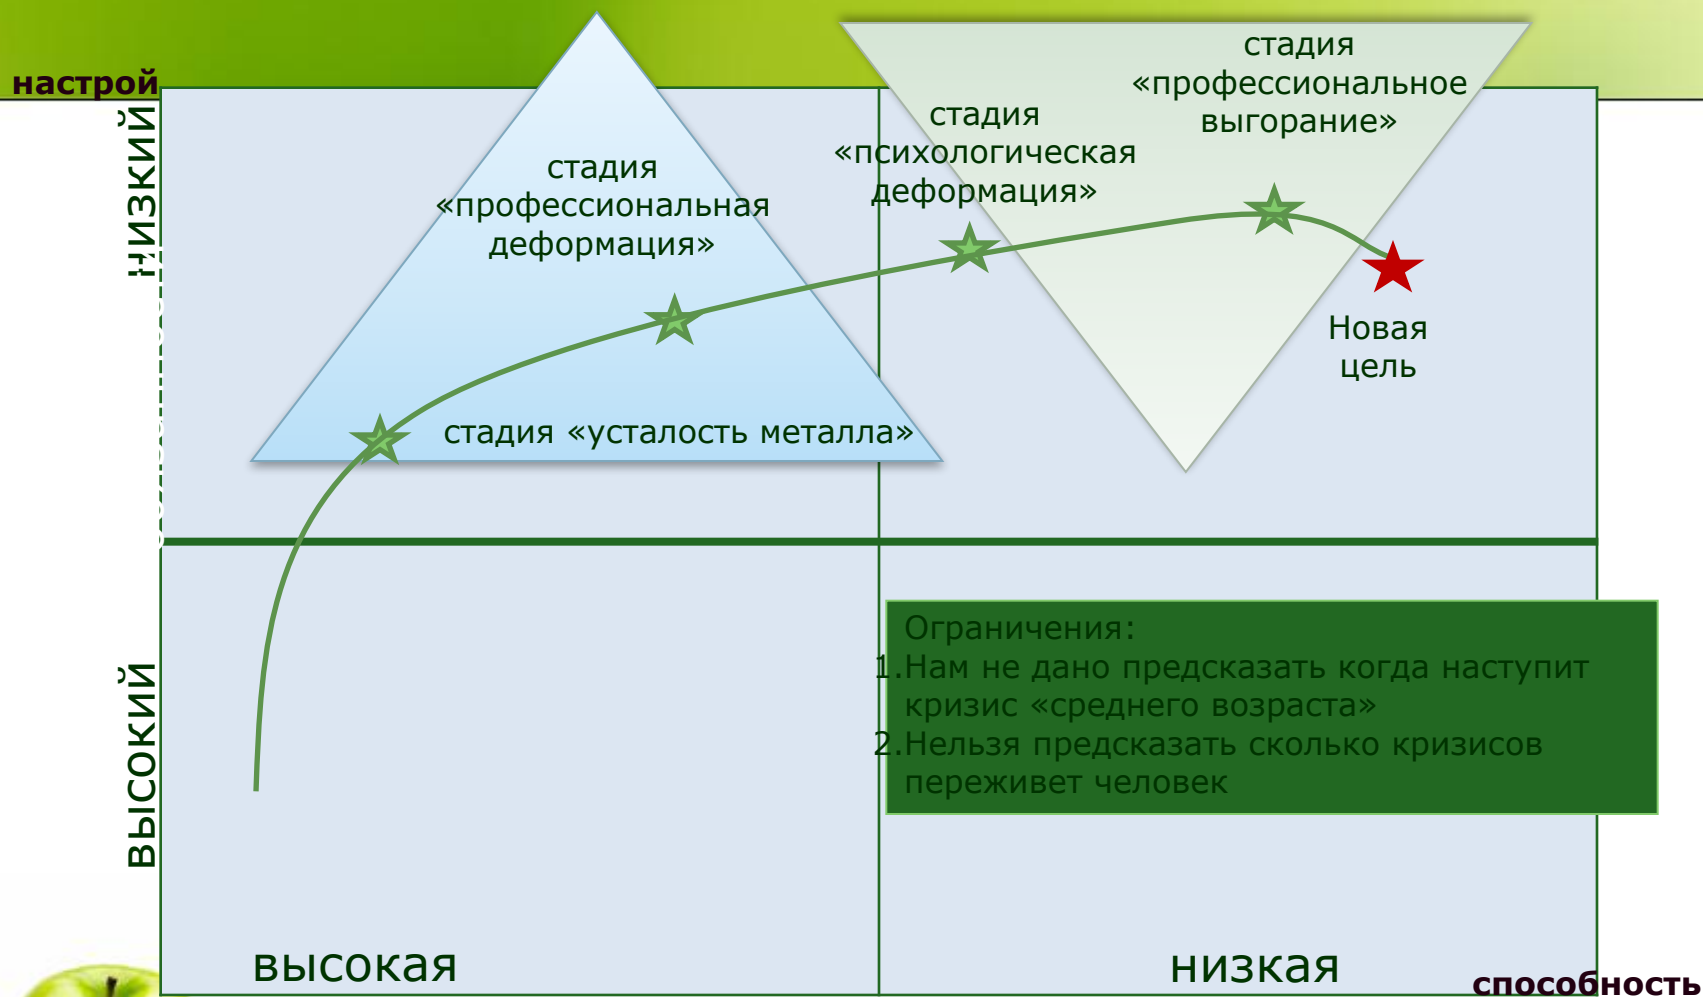 настрой
низкий
стадия
«профессиональная
деформация»
стадия
«психологическая
деформация»
стадия
«профессиональное
выгорание»
Новая
цель
стадия «усталость металла»
высокий
Ограничения:
1.Нам не дано предсказать когда наступит
кризис «среднего возраста»
2.Нельзя предсказать сколько кризисов
переживет человек
высокая
низкая
способность